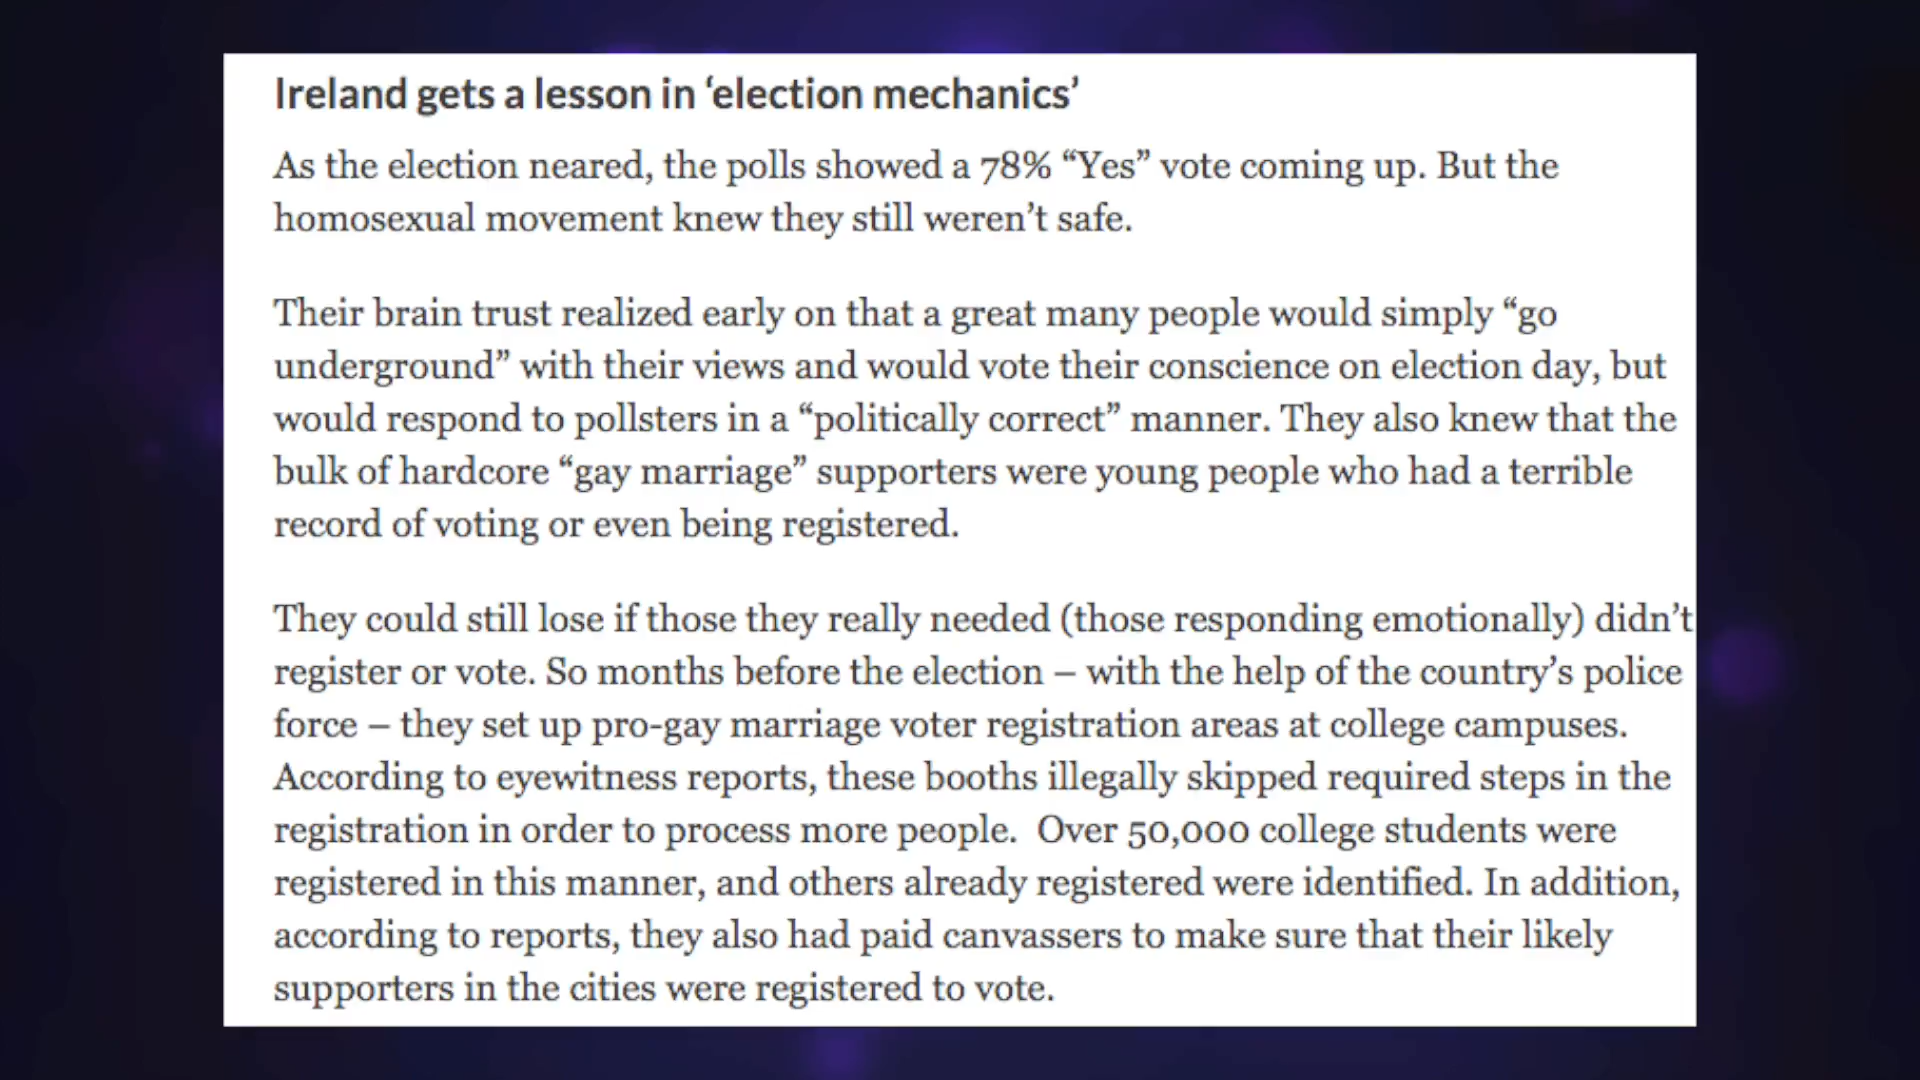 Ireland gets a lesson in ‘election mechanics’
As the election neared, the polls showed a 78% “Yes” vote coming up. But the
homosexual movement knew they still weren’t safe.
Their brain trust realized early on that a great many people would simply “go
underground” with their views and would vote their conscience on election day, but
would respond to pollsters in a “politically correct” manner. They also knew that the
bulk of hardcore “gay marriage” supporters were young people who had a terrible
record of voting or even being registered.
They could still lose if those they really needed (those responding emotionally) didn’t
register or vote. So months before the election – with the help of the country’s police
force – they set up pro-gay marriage voter registration areas at college campuses.
According to eyewitness reports, these booths illegally skipped required steps in the
registration in order to process more people.  Over 50,000 college students were
registered in this manner, and others already registered were identified. In addition,
according to reports, they also had paid canvassers to make sure that their likely
supporters in the cities were registered to vote.